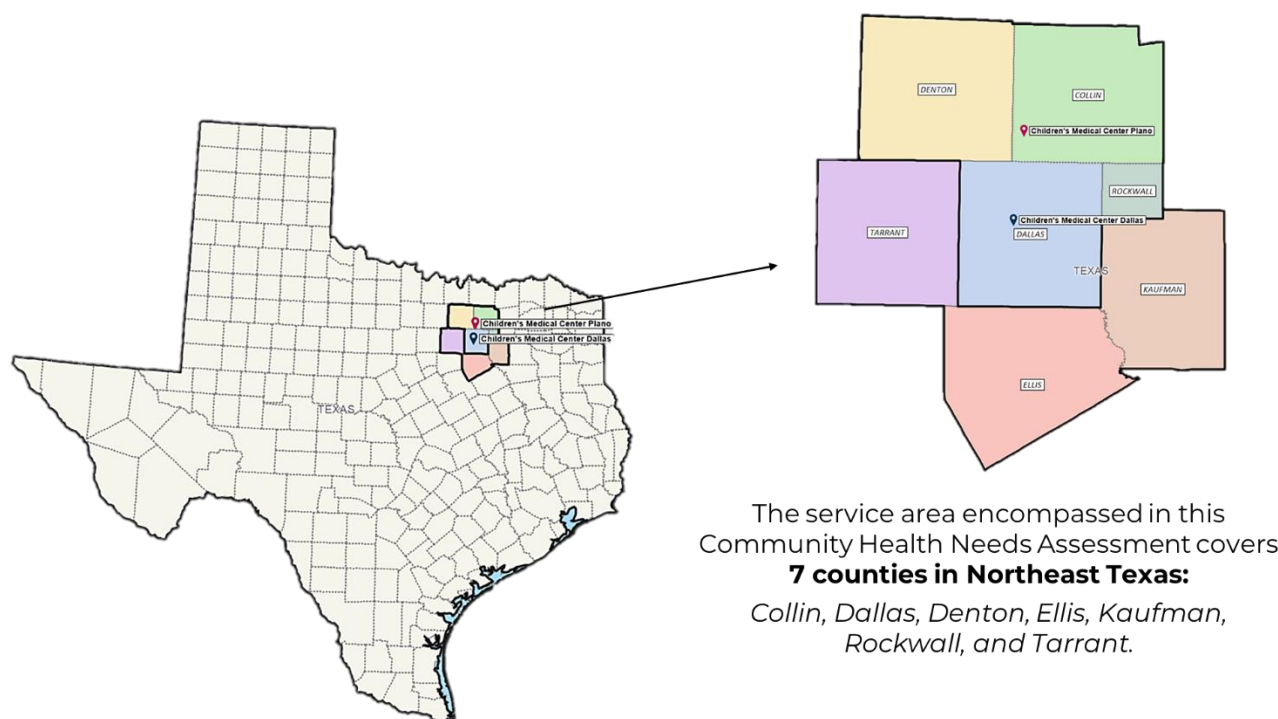 TEXAS
Children's Medical Center Plano
Children's Medical Center Dallas
DENTON
COLLIN
Children's Medical Center Plano
ROCKWALL
TARRANT
Children's Medical Center Dallas
DALLAS
TEXAS
KAUFMAN
ELLIS
The service area encompassed in this
Community Health Needs Assessment covers
7 counties in Northeast Texas:
Collin, Dallas, Denton, Ellis, Kaufman,
Rockwall, and Tarrant.